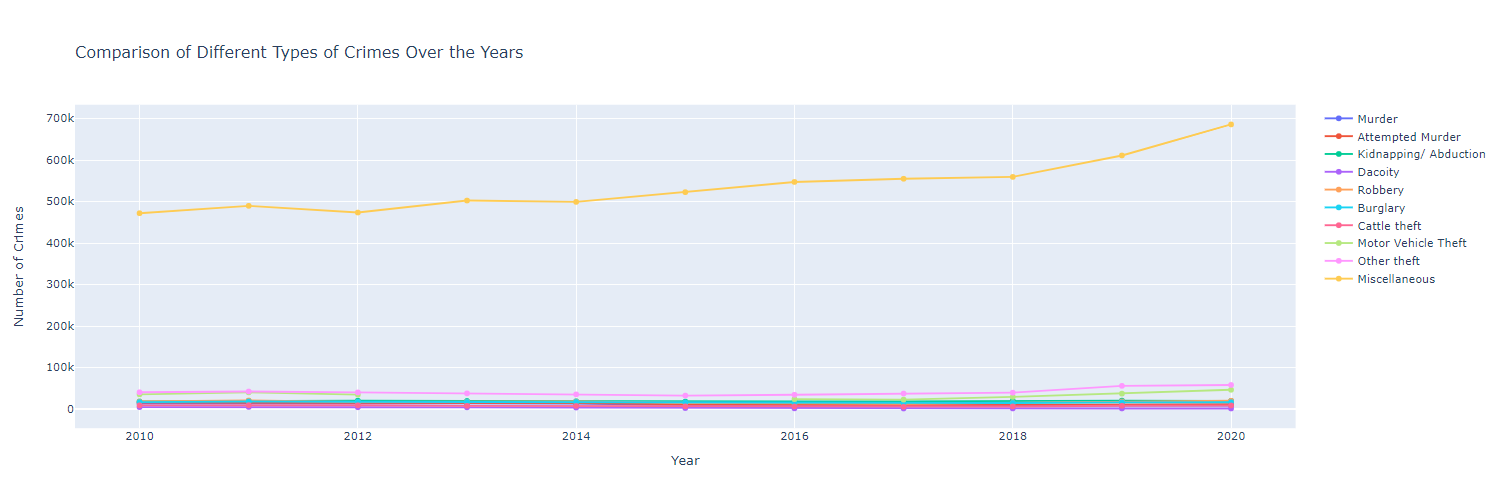 Comparison of Different Types of Crimes Over the Years
700k
600k
500k
400k
300k
200k
100k
0
Number of Crimes
2010
2012
2014
2016
2018
2020
Year
Murder
Attempted Murder
Kidnapping/ Abduction
Dacoity
Robbery
Burglary
Cattle theft
Motor Vehicle Theft
Other theft
Miscellaneous